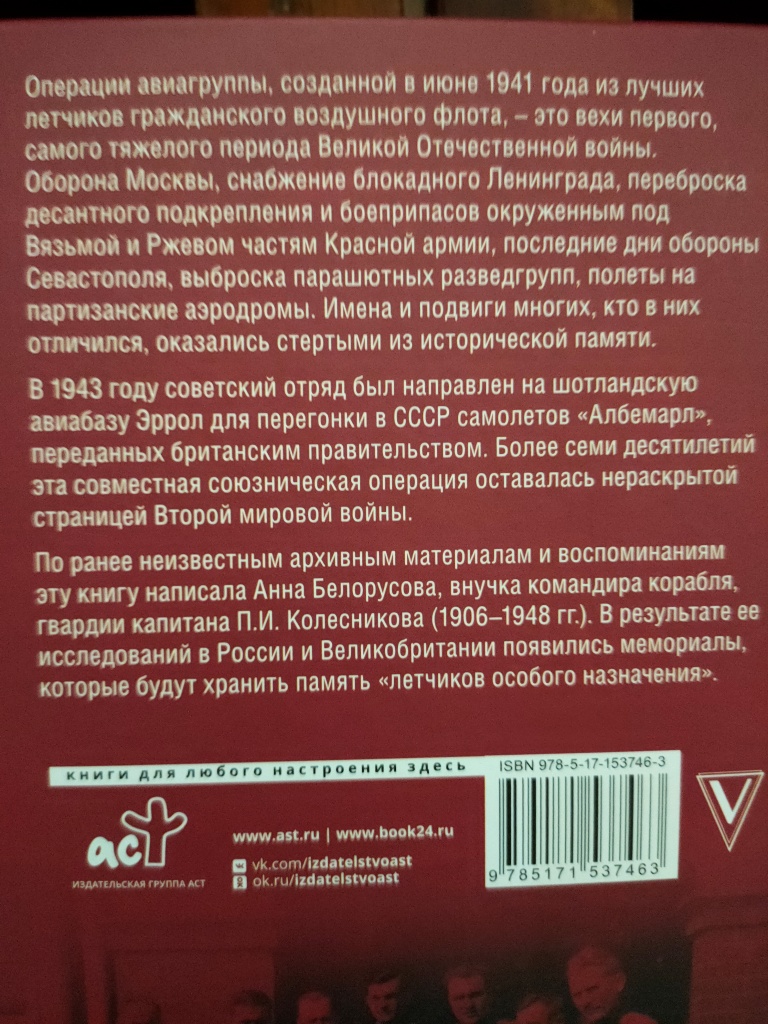 Операции авиагруппы, созданной в июне 1941 года из лучших
летчиков гражданского воздушного флота, – это вехи первого,
самого тяжелого периода Великой Отечественной войны.
Оборона Москвы, снабжение блокадного Ленинграда, переброска
десантного подкрепления и боеприпасов окруженным под
Вязьмой и Ржевом частям Красной армии, последние дни обороны
Севастополя, выброска парашютных разведгрупп, полеты на
партизанские аэродромы. Имена и подвиги многих, кто в них
отличился, оказались стертыми из исторической памяти.
В 1943 году советский отряд был направлен на шотландскую
авиабазу Эррол для перегонки в СССР самолетов «Албемарл»,
переданных британским правительством. Более семи десятилетий
эта совместная союзническая операция оставалась нераскрытой
страницей Второй мировой войны.
По ранее неизвестным архивным материалам и воспоминаниям
эту книгу написала Анна Белорусова, внучка командира корабля,
гвардии капитана П.И. Колесникова (1906–1948 гг.). В результате ее
исследований в России и Великобритании появились мемориалы,
которые будут хранить память «летчиков особого назначения».
книги для любого настроения здесь
ISBN 978-5-17-153746-3
аст
ИЗДАТЕЛЬСКАЯ ГРУППА АСТ
www.ast.ru | www.book24.ru
vk.com/izdatelstvoast
ok.ru/izdatelstvoast
9 785171 537463
V